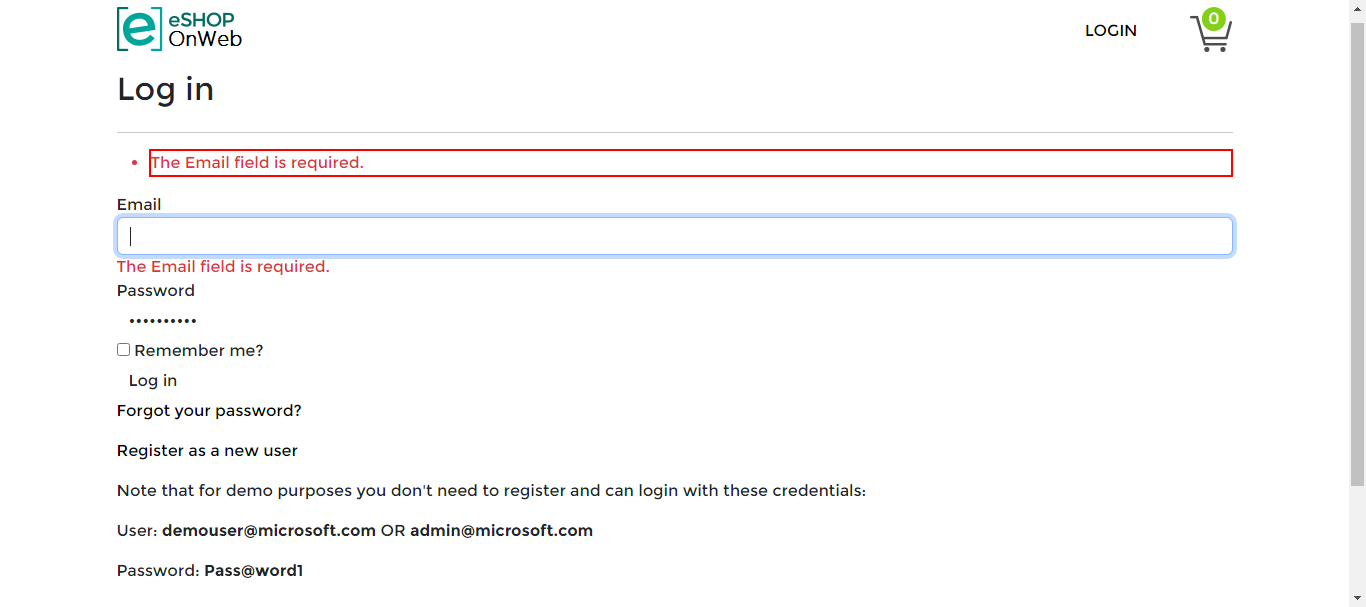 eSHOP
OnWeb
LOGIN
0
Log in
• The Email field is required.
Email
The Email field is required.
Password
••••••••••
Remember me?
Log in
Forgot your password?
Register as a new user
Note that for demo purposes you don't need to register and can login with these credentials:
User: demouser@microsoft.com OR admin@microsoft.com
Password: Pass@word1